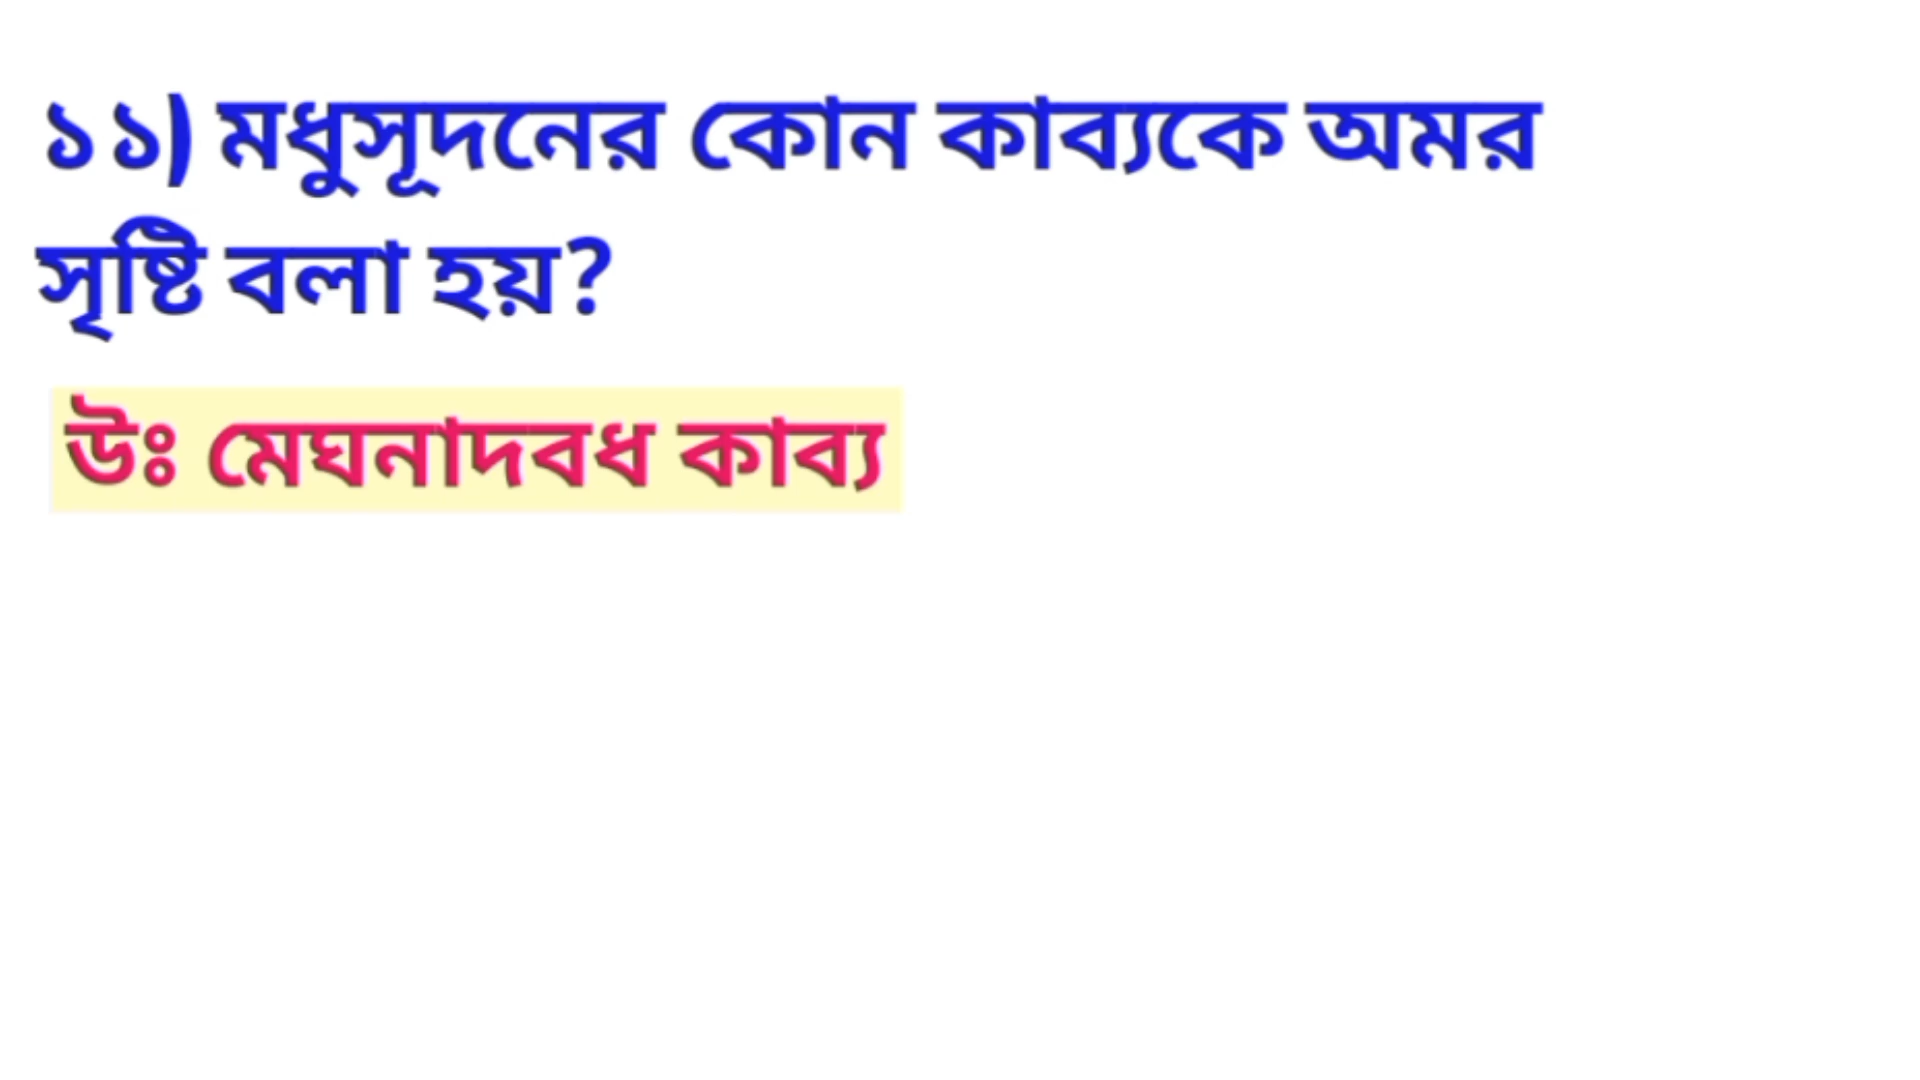 ১১) মধুসূদনের কোন কাব্যকে অমর
সৃষ্টি বলা হয়?
উঃ মেঘনাদবধ কাব্য